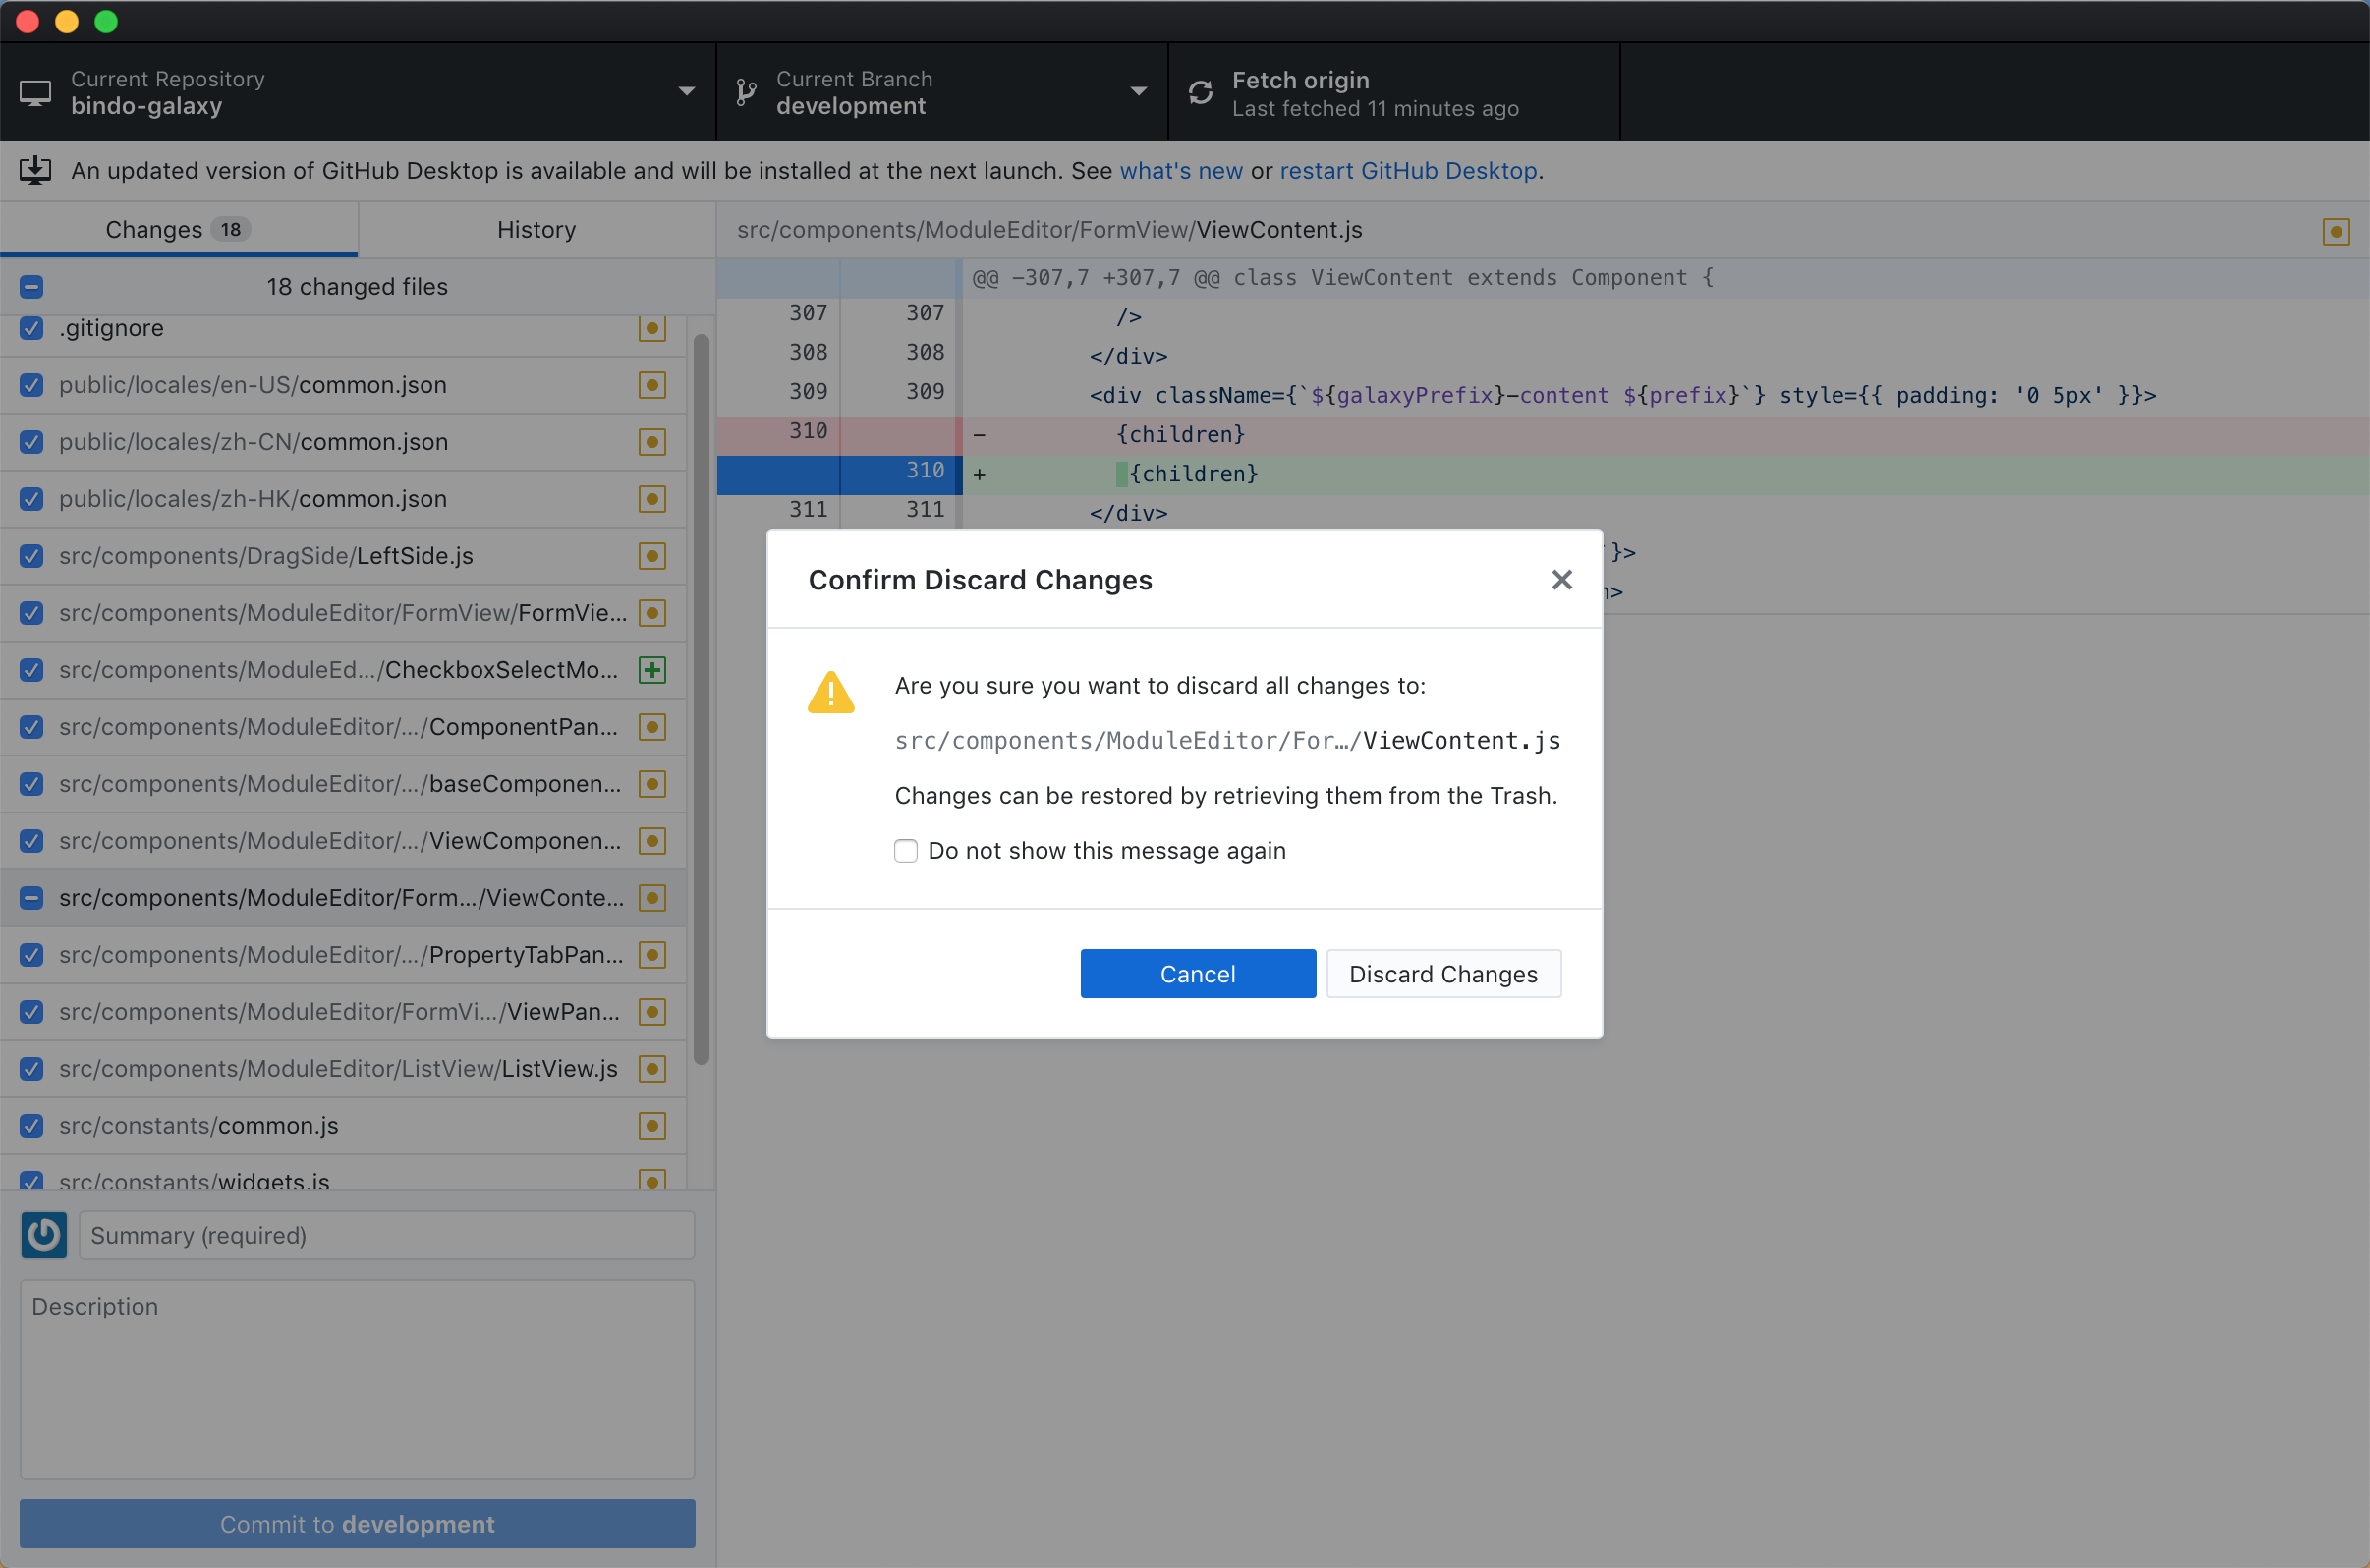 Current Repository
bindo-galaxy
Current Branch
development
Fetch origin
Last fetched 11 minutes ago
An updated version of GitHub Desktop is available and will be installed at the next launch. See what's new or restart GitHub Desktop.
Changes 18
History
18 changed files
.gitignore
public/locales/en-US/common.json
public/locales/zh-CN/common.json
public/locales/zh-HK/common.json
src/components/DragSide/LeftSide.js
src/components/ModuleEditor/FormView/FormVie...
src/components/ModuleEd.../CheckboxSelectMo...
src/components/ModuleEditor/.../ComponentPan...
src/components/ModuleEditor/.../baseComponen...
src/components/ModuleEditor/.../ViewComponen...
src/components/ModuleEditor/Form.../ViewConte...
src/components/ModuleEditor/.../PropertyTabPan...
src/components/ModuleEditor/FormVi.../ViewPan...
src/components/ModuleEditor/ListView/ListView.js
src/constants/common.js
src/constants/widgets.js
Summary (required)
Description
Commit to development
src/components/ModuleEditor/FormView/ViewContent.js
@@ -307,7 +307,7 @@ class ViewContent extends Component {
307 307 />
308 308 </div>
309 309 <div className={`${galaxyPrefix}-content ${prefix}`} style={{ padding: '0 5px' }}>
310 - {children}
310 + {children}
311 311 </div>
}>
>
Confirm Discard Changes
Are you sure you want to discard all changes to:
src/components/ModuleEditor/For…/ViewContent.js
Changes can be restored by retrieving them from the Trash.
Do not show this message again
Cancel
Discard Changes